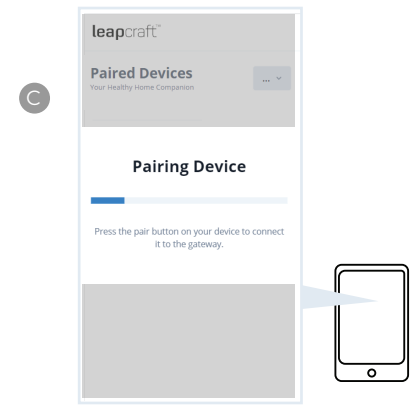 leapcraft™
Paired Devices
...
Your Healthy Home Companion
C
Pairing Device
Press the pair button on your device to connect
it to the gateway.